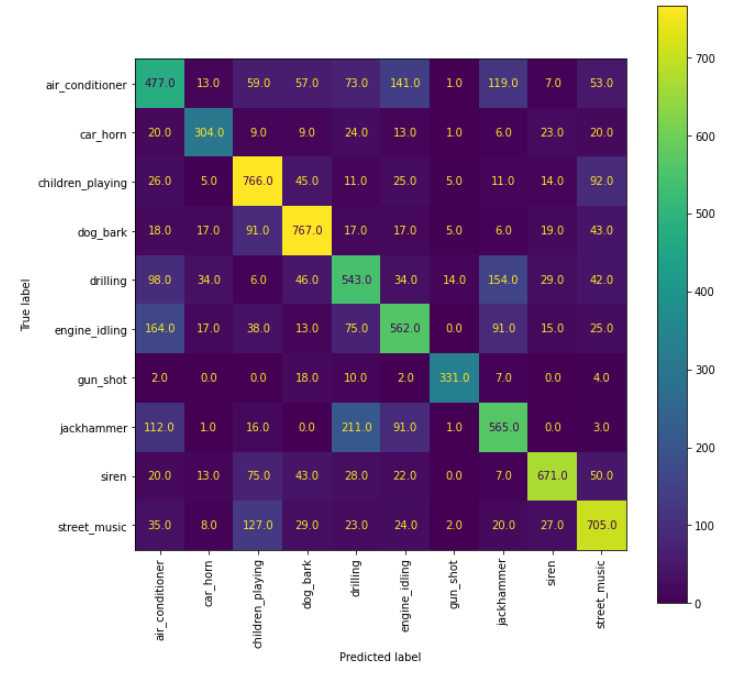 air_conditioner 477.0 13.0 59.0 57.0 73.0 141.0 1.0 119.0 7.0 53.0
car_horn 20.0 304.0 9.0 9.0 24.0 13.0 1.0 6.0 23.0 20.0
children_playing 26.0 5.0 766.0 45.0 11.0 25.0 5.0 11.0 14.0 92.0
dog_bark 18.0 17.0 91.0 767.0 17.0 17.0 5.0 6.0 19.0 43.0
drilling 98.0 34.0 6.0 46.0 543.0 34.0 14.0 154.0 29.0 42.0
engine_idling 164.0 17.0 38.0 13.0 75.0 562.0 0.0 91.0 15.0 25.0
gun_shot 2.0 0.0 0.0 18.0 10.0 2.0 331.0 7.0 0.0 4.0
jackhammer 112.0 1.0 16.0 0.0 211.0 91.0 1.0 565.0 0.0 3.0
siren 20.0 13.0 75.0 43.0 28.0 22.0 0.0 7.0 671.0 50.0
street_music 35.0 8.0 127.0 29.0 23.0 24.0 2.0 20.0 27.0 705.0
True label
air_conditioner
car_horn
children_playing
dog_bark
drilling
engine_idling
gun_shot
jackhammer
siren
street_music
Predicted label
700
600
500
400
300
200
100
0